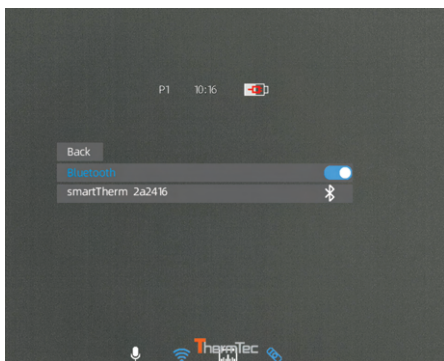 P1 10:16
Back
Bluetooth
smartTherm 2a2416
ThermTec